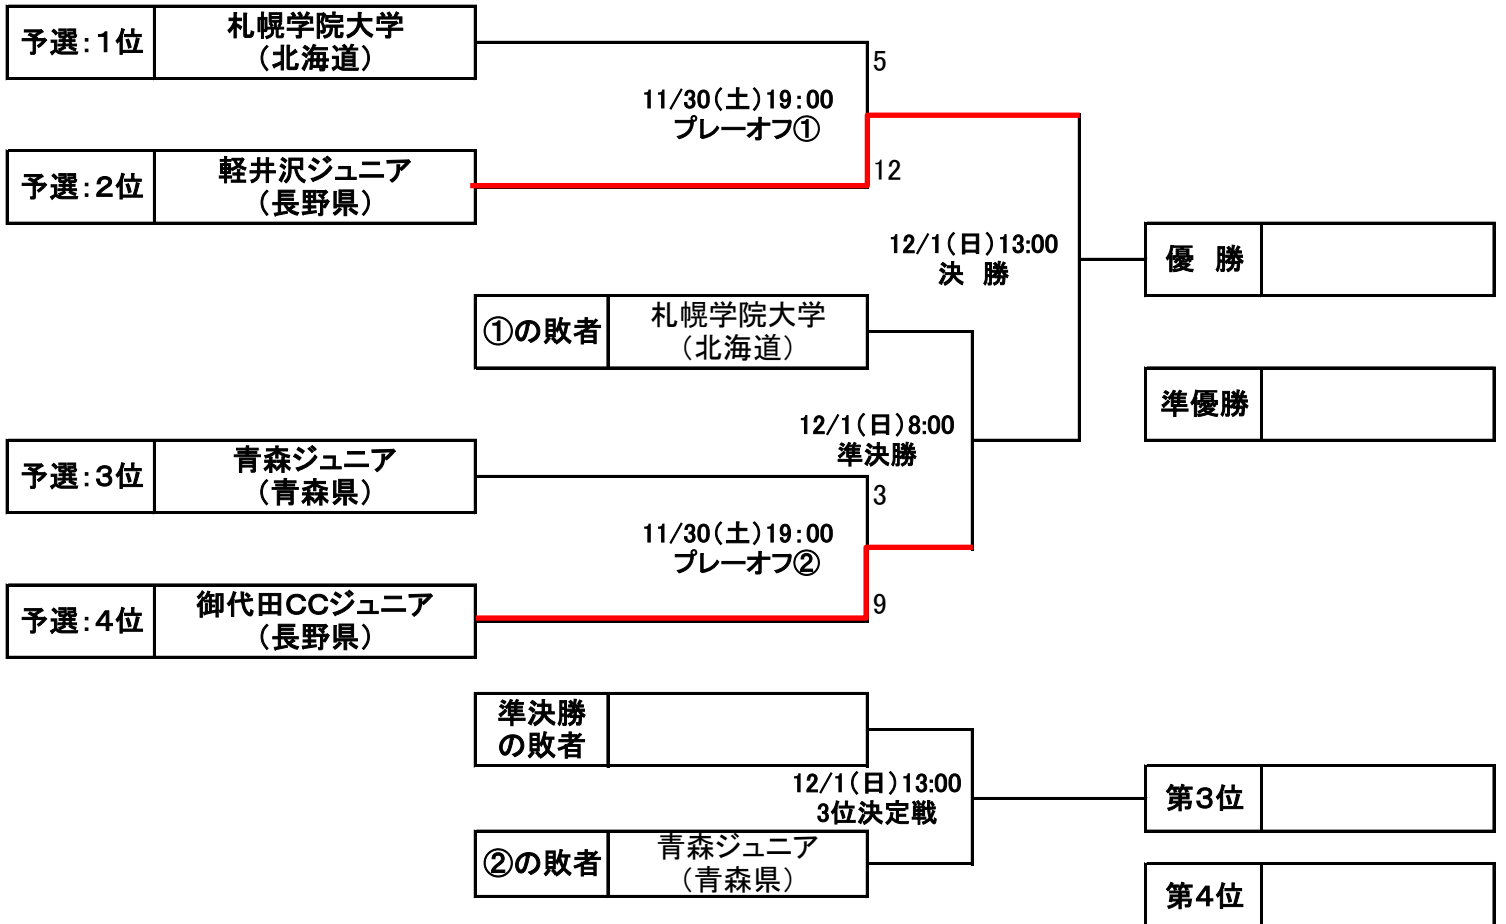 予選：1位
札幌学院大学
（北海道）
5
11/30（土）19：00
プレーオフ①
予選：2位
軽井沢ジュニア
（長野県）
12
12/1（日）13:00
決　勝
優　勝
①の敗者
札幌学院大学
（北海道）
準優勝
12/1（日）8:00
準決勝
予選：3位
青森ジュニア
（青森県）
3
11/30（土）19：00
プレーオフ②
予選：4位
御代田CCジュニア
（長野県）
9
準決勝
の敗者
12/1（日）13:00
3位決定戦
第3位
②の敗者
青森ジュニア
（青森県）
第4位